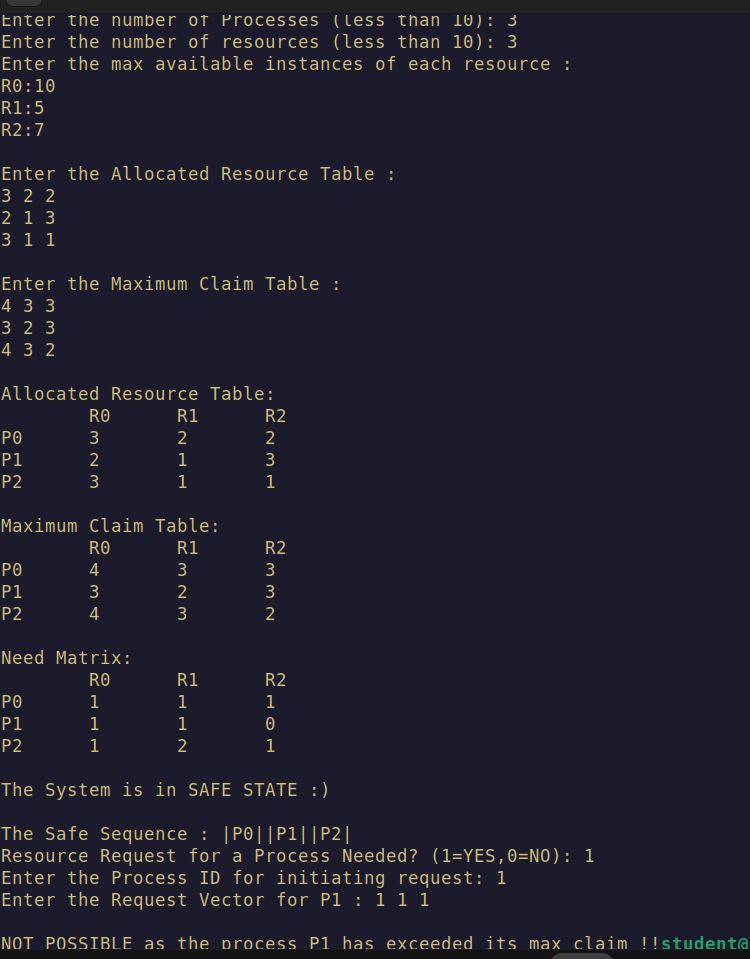 Enter the number of Processes (less than 10): 3
Enter the number of resources (less than 10): 3
Enter the max available instances of each resource :
R0:10
R1:5
R2:7
Enter the Allocated Resource Table :
3 2 2
2 1 3
3 1 1
Enter the Maximum Claim Table :
4 3 3
3 2 3
4 3 2
Allocated Resource Table:
R0 R1 R2
P0 3 2 2
P1 2 1 3
P2 3 1 1
Maximum Claim Table:
R0 R1 R2
P0 4 3 3
P1 3 2 3
P2 4 3 2
Need Matrix:
R0 R1 R2
P0 1 1 1
P1 1 1 0
P2 1 2 1
The System is in SAFE STATE :)
The Safe Sequence : |P0||P1||P2|
Resource Request for a Process Needed? (1=YES,0=NO): 1
Enter the Process ID for initiating request: 1
Enter the Request Vector for P1 : 1 1 1
NOT POSSIBLE as the process P1 has exceeded its max claim !!student@